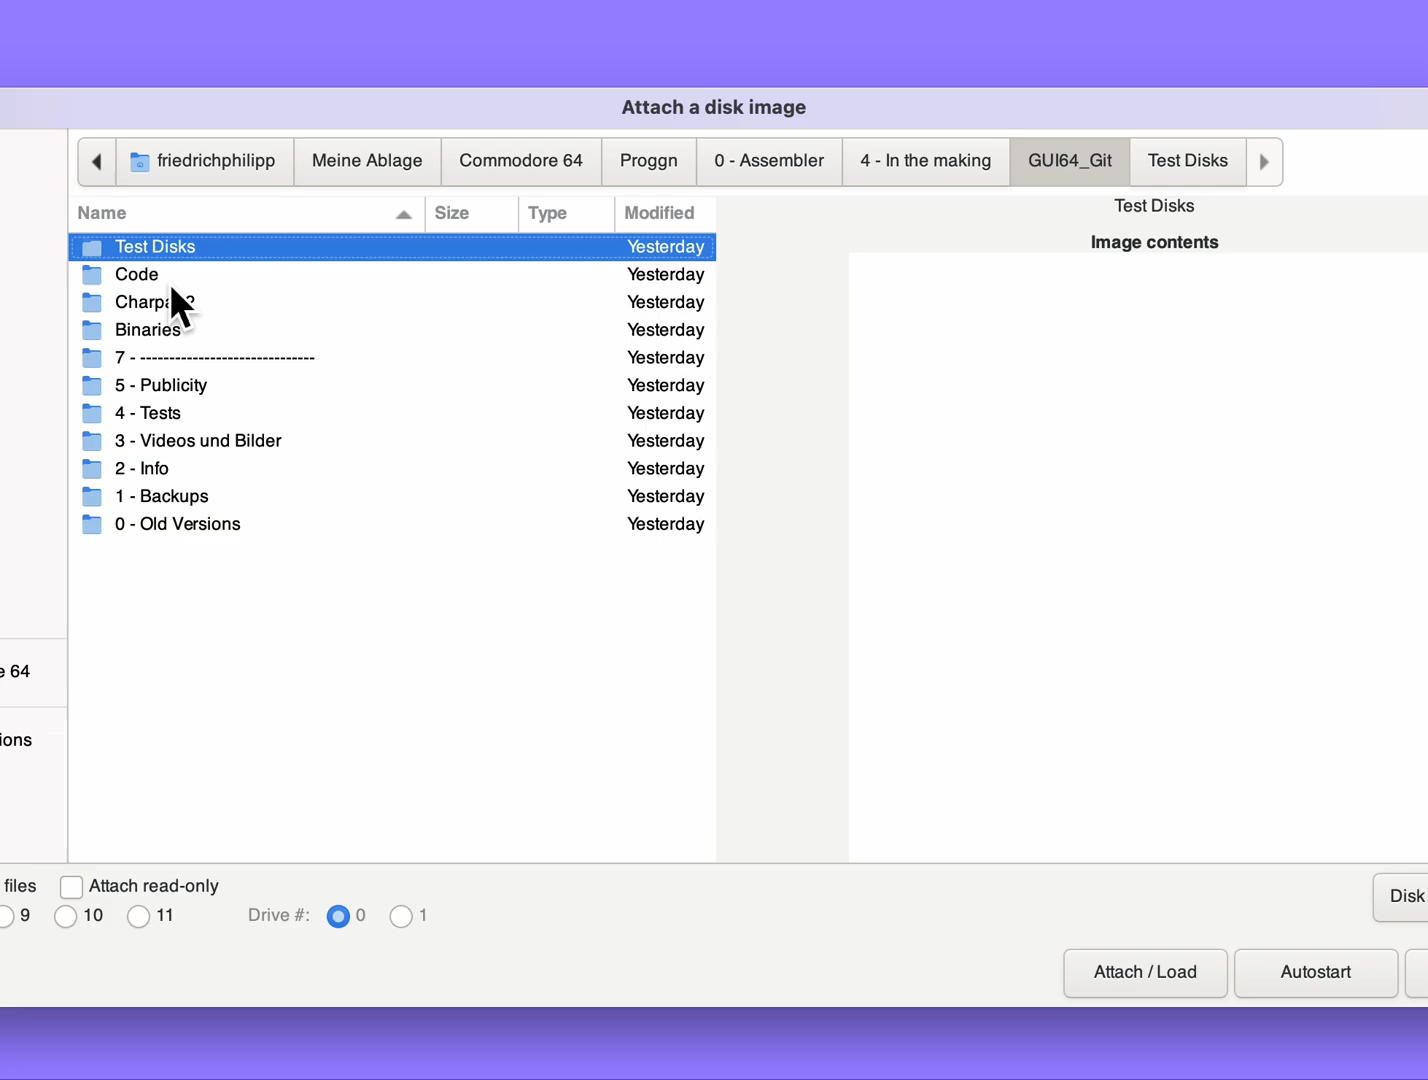 Attach a disk image
friedrichphilipp Meine Ablage Commodore 64 Proggn 0 - Assembler 4 - In the making GUI64_Git Test Disks
Name Size Type Modified
Test Disks
Image contents
Test Disks Yesterday
Code Yesterday
Yesterday
Binaries Yesterday
7 - ------------------------------ Yesterday
5 - Publicity Yesterday
4 - Tests Yesterday
3 - Videos und Bilder Yesterday
2 - Info Yesterday
1 - Backups Yesterday
0 - Old Versions Yesterday
e 64
ions
files Attach read-only
9 10 11 Drive #: 0 1
Disk
Attach / Load Autostart